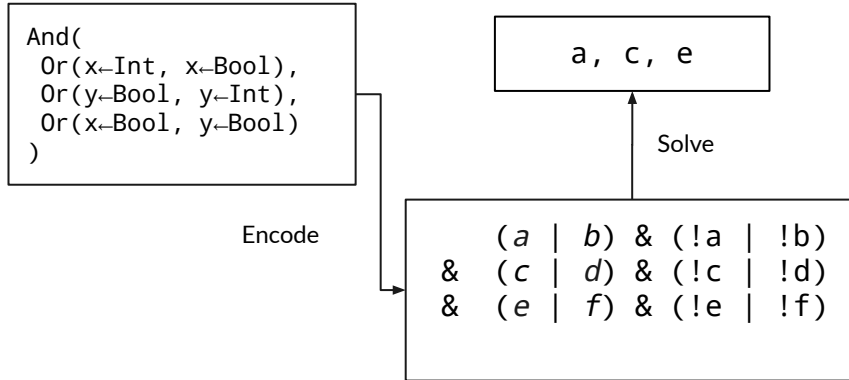 And(
Or(x←Int, x←Bool),
Or(y←Bool, y←Int),
Or(x←Bool, y←Bool)
)
a, c, e
Solve
Encode
(a | b) & (!a | !b)
& (c | d) & (!c | !d)
& (e | f) & (!e | !f)